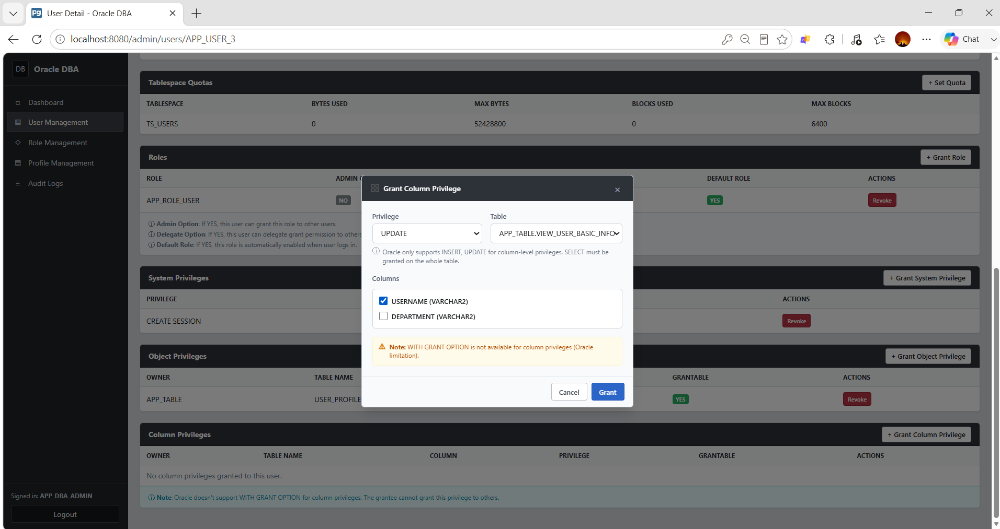 User Detail - Oracle DBA
localhost:8080/admin/users/APP_USER_3
Chat
DB Oracle DBA
Dashboard
User Management
Role Management
Profile Management
Audit Logs
Signed in: APP_DBA_ADMIN
Logout
Tablespace Quotas
+ Set Quota
TABLESPACE BYTES USED MAX BYTES BLOCKS USED MAX BLOCKS
TS_USERS 0 52428800 0 6400
Roles
+ Grant Role
ROLE ADMIN DEFAULT ROLE ACTIONS
APP_ROLE_USER NO YES Revoke
Admin Option: If YES, this user can grant this role to other users.
Delegate Option: If YES, this user can delegate grant permission to others
Default Role: If YES, this role is automatically enabled when user logs in.
System Privileges
+ Grant System Privilege
PRIVILEGE ACTIONS
CREATE SESSION Revoke
Object Privileges
+ Grant Object Privilege
OWNER TABLE NAME GRANTABLE ACTIONS
APP_TABLE USER_PROFILE YES Revoke
Column Privileges
+ Grant Column Privilege
OWNER TABLE NAME COLUMN PRIVILEGE GRANTABLE ACTIONS
No column privileges granted to this user.
Note: Oracle doesn't support WITH GRANT OPTION for column privileges. The grantee cannot grant this privilege to others.
Grant Column Privilege
×
Privilege Table
UPDATE APP_TABLE.VIEW_USER_BASIC_INFO
Oracle only supports INSERT, UPDATE for column-level privileges. SELECT must be
granted on the whole table.
Columns
USERNAME (VARCHAR2)
DEPARTMENT (VARCHAR2)
Note: WITH GRANT OPTION is not available for column privileges (Oracle
limitation).
Cancel Grant